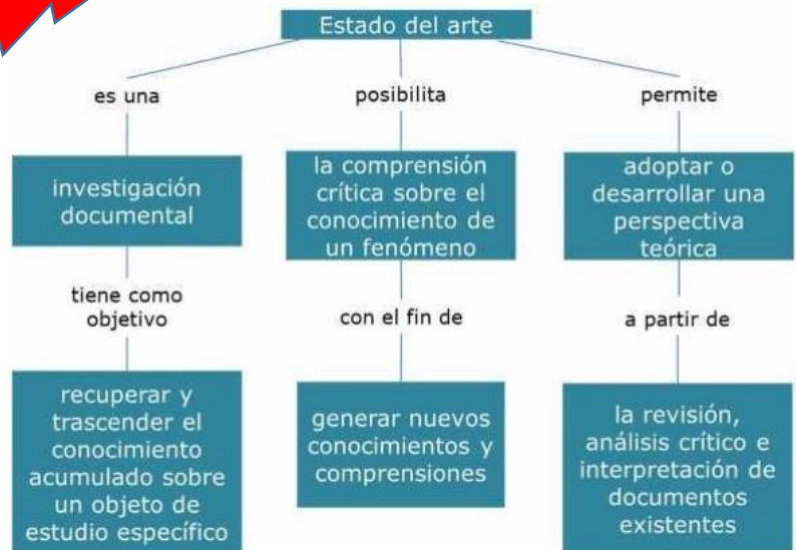 Estado del arte
es una
posibilita
permite
investigación
documental
la comprensión
crítica sobre el
conocimiento de
un fenómeno
adoptar o
desarrollar una
perspectiva
teórica
tiene como
objetivo
con el fin de
a partir de
recuperar y
trascender el
conocimiento
acumulado sobre
un objeto de
estudio específico
generar nuevos
conocimientos y
comprensiones
la revisión,
análisis crítico e
interpretación de
documentos
existentes